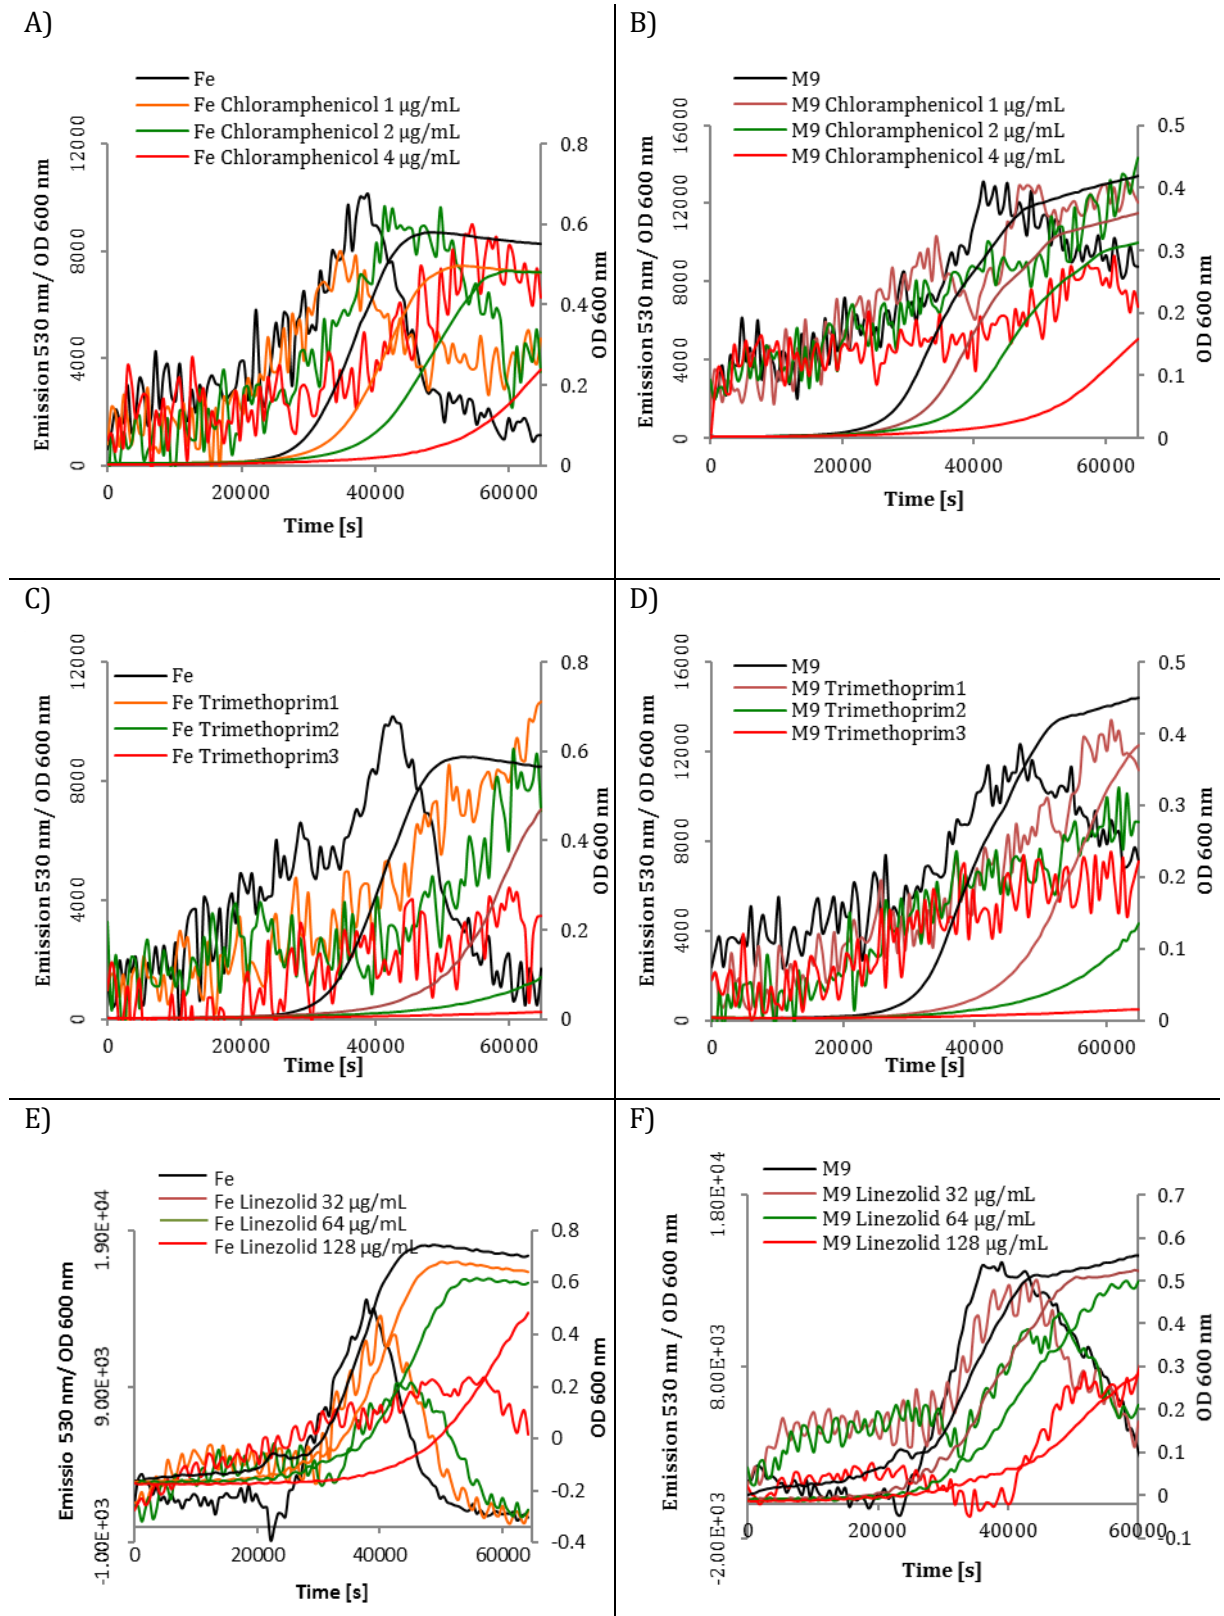 A)
Fe
Fe Chloramphenicol 1 µg/mL
Fe Chloramphenicol 2 µg/mL
Fe Chloramphenicol 4 µg/mL
Emission 530 nm/ OD 600 nm
12000
8000
4000
0
0.8
0.6
0.4
0.2
0
OD 600 nm
0 20000 40000 60000
Time [s]
B)
M9
M9 Chloramphenicol 1 µg/mL
M9 Chloramphenicol 2 µg/mL
M9 Chloramphenicol 4 µg/mL
Emission 530 nm/ OD 600 nm
16000
12000
8000
4000
0
0.5
0.4
0.3
0.2
0.1
0
OD 600 nm
0 20000 40000 60000
Time [s]
C)
Fe
Fe Trimethoprim1
Fe Trimethoprim2
Fe Trimethoprim3
Emission 530 nm/ OD 600 nm
12000
8000
4000
0
0.8
0.6
0.4
0.2
0
OD 600 nm
0 20000 40000 60000
Time [s]
D)
M9
M9 Trimethoprim1
M9 Trimethoprim2
M9 Trimethoprim3
Emission 530 nm/ OD 600 nm
16000
12000
8000
4000
0
0.5
0.4
0.3
0.2
0.1
0
OD 600 nm
0 20000 40000 60000
Time [s]
E)
Fe
Fe Linezolid 32 µg/mL
Fe Linezolid 64 µg/mL
Fe Linezolid 128 µg/mL
Emissio 530 nm/ OD 600 nm
1.90E+04
9.00E+03
-1.00E+03
0.8
0.6
0.4
0.2
0
-0.2
-0.4
OD 600 nm
0 20000 40000 60000
Time [s]
F)
M9
M9 Linezolid 32 µg/mL
M9 Linezolid 64 µg/mL
M9 Linezolid 128 µg/mL
Emission 530 nm / OD 600 nm
1.80E+04
8.00E+03
-2.00E+03
0.7
0.6
0.5
0.4
0.3
0.2
0.1
0
-0.1
OD 600 nm
0 20000 40000 60000
Time [s]